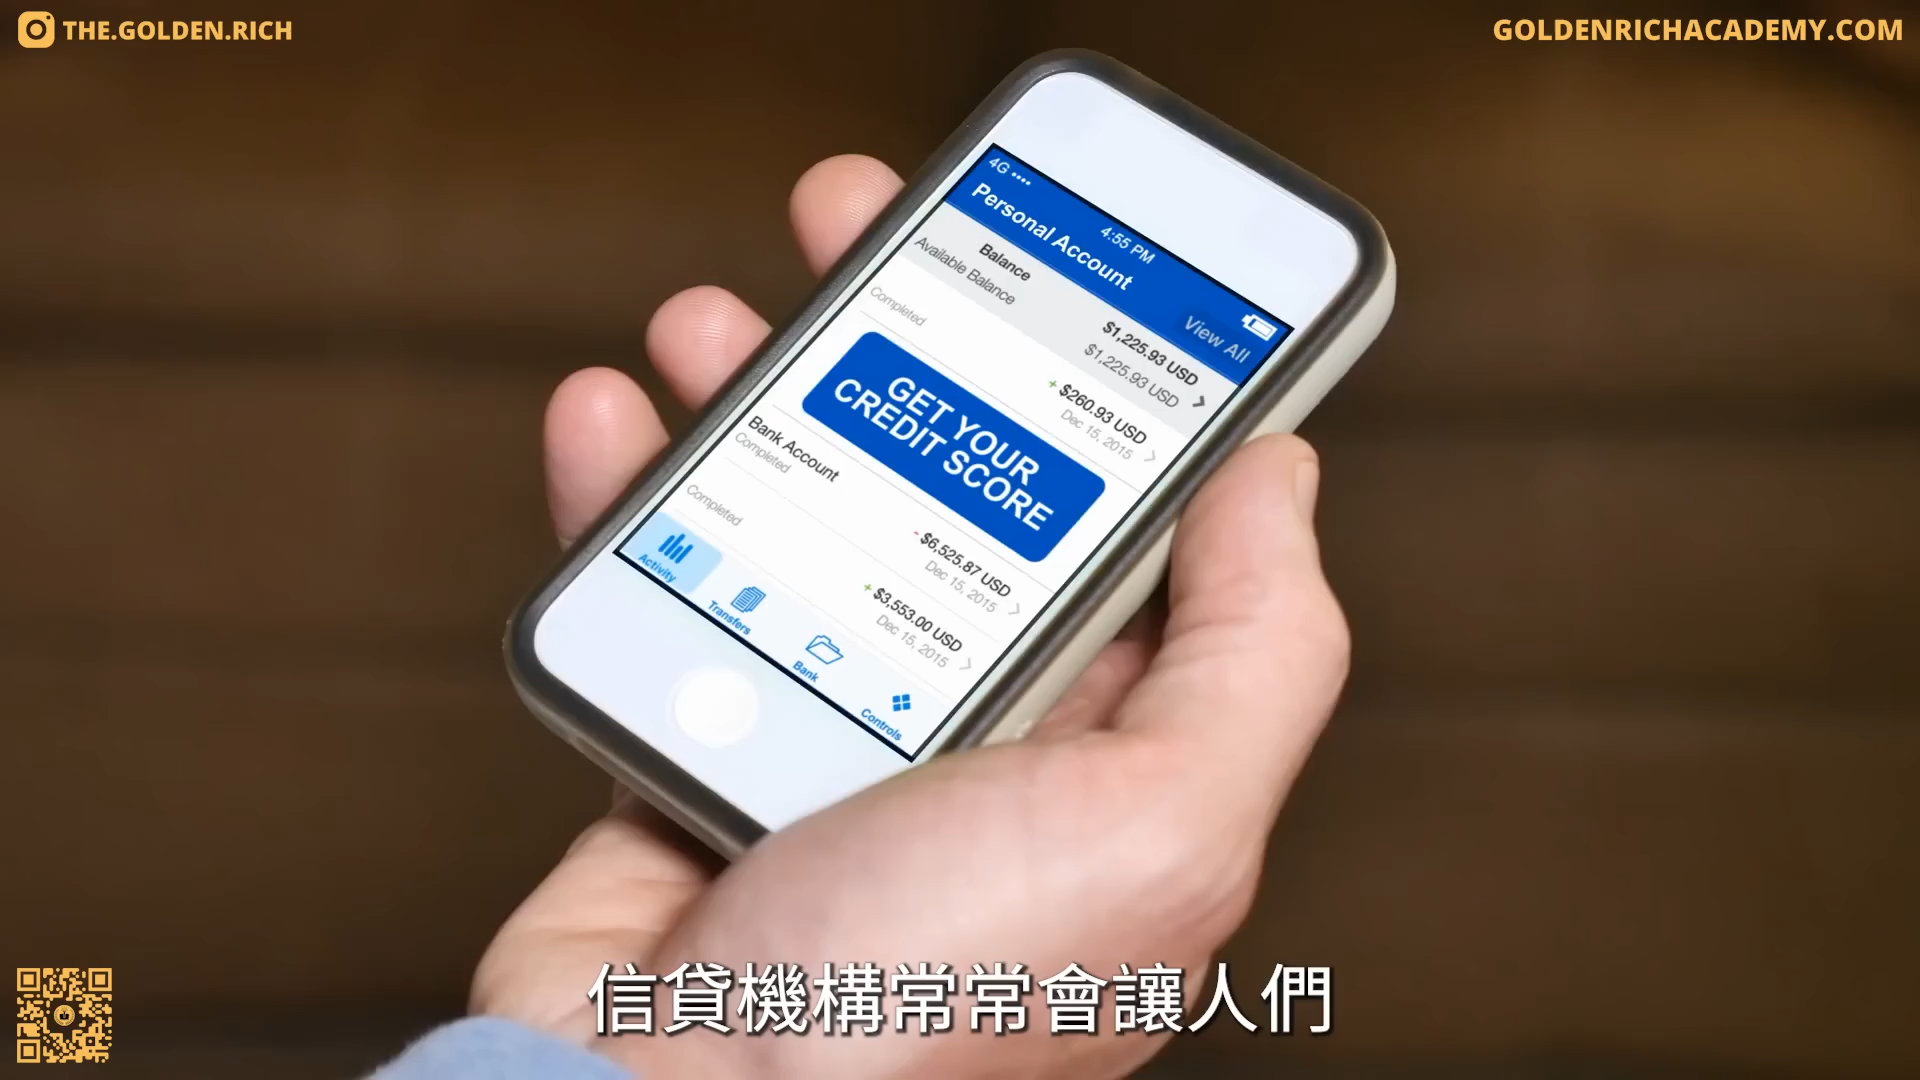 THE.GOLDEN.RICH
GOLDENRICHACADEMY.COM
4G
4:55 PM
Personal Account
View All
Balance
$1,225.93 USD
Available Balance
$1,225.93 USD
Completed
+ $260.93 USD
Dec 15, 2015
GET YOUR
CREDIT SCORE
Bank Account
Completed
- $6,525.87 USD
Dec 15, 2015
Completed
+ $3,553.00 USD
Dec 15, 2015
Activity
Transfers
Bank
Controls
信貸機構常常會讓人們